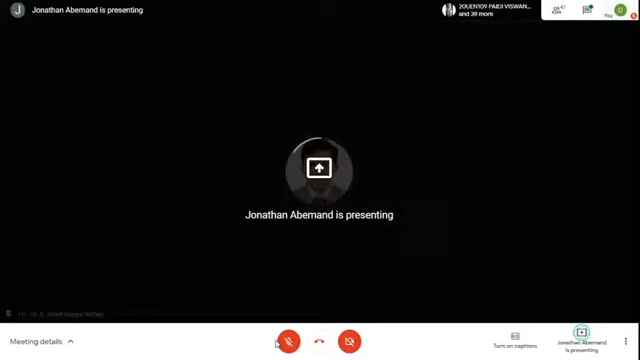 J Jonathan Abemand is presenting
20UEN109 PAIDI VISWAN...
and 38 more
You
Jonathan Abemand is presenting
Meeting details
Turn on captions
Jonathan Abemand
is presenting